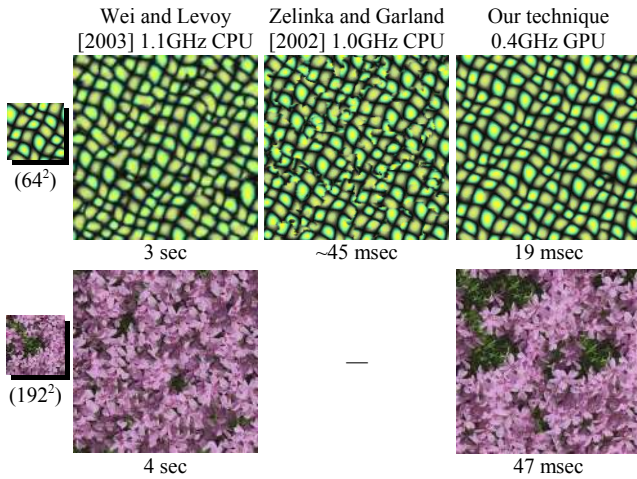 Wei and Levoy
[2003] 1.1GHz CPU
Zelinka and Garland
[2002] 1.0GHz CPU
Our technique
0.4GHz GPU
(64²)
3 sec
~45 msec
19 msec
(192²)
—
4 sec
47 msec